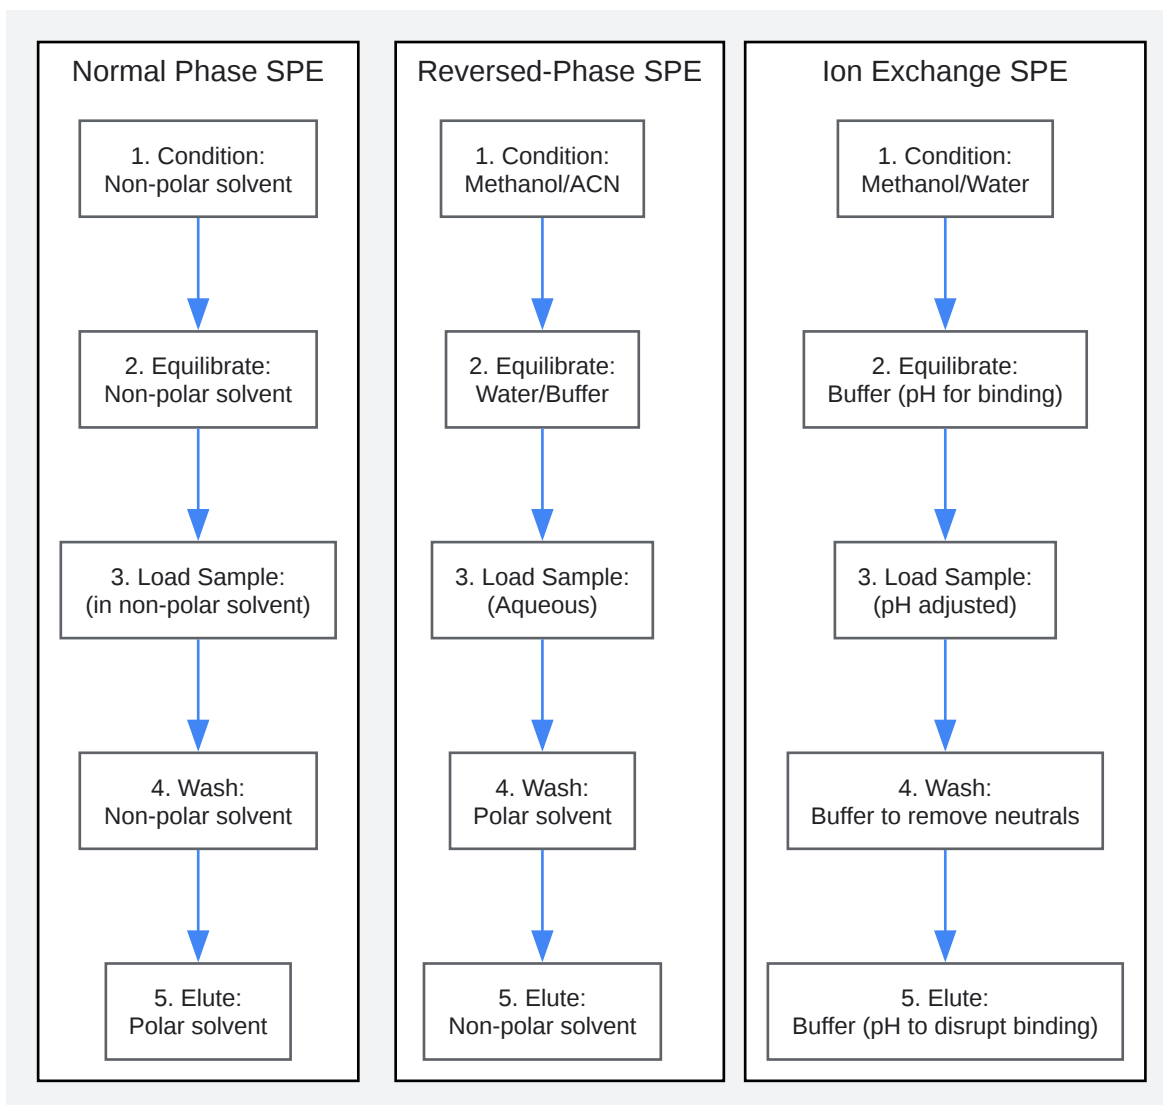 Normal Phase SPE
1. Condition:
Non-polar solvent
2. Equilibrate:
Non-polar solvent
3. Load Sample:
(in non-polar solvent)
4. Wash:
Non-polar solvent
5. Elute:
Polar solvent
Reversed-Phase SPE
1. Condition:
Methanol/ACN
2. Equilibrate:
Water/Buffer
3. Load Sample:
(Aqueous)
4. Wash:
Polar solvent
5. Elute:
Non-polar solvent
Ion Exchange SPE
1. Condition:
Methanol/Water
2. Equilibrate:
Buffer (pH for binding)
3. Load Sample:
(pH adjusted)
4. Wash:
Buffer to remove neutrals
5. Elute:
Buffer (pH to disrupt binding)